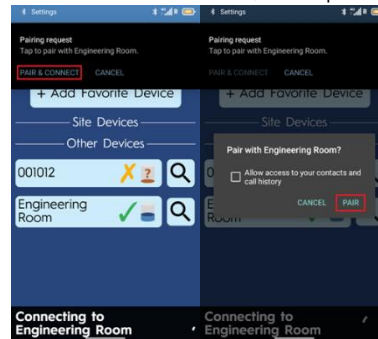 Settings
Pairing request
Tap to pair with Engineering Room.
PAIR & CONNECT CANCEL
+ Add Favorite Device
Site Devices
Other Devices
001012 ?
Engineering
Room
Connecting to
Engineering Room
Settings
Pairing request
Tap to pair with Engineering Room.
PAIR & CONNECT CANCEL
+ Add Favorite Device
Site Devices
Pair with Engineering Room?
Allow access to your contacts and
call history
CANCEL PAIR
Room
Connecting to
Engineering Room